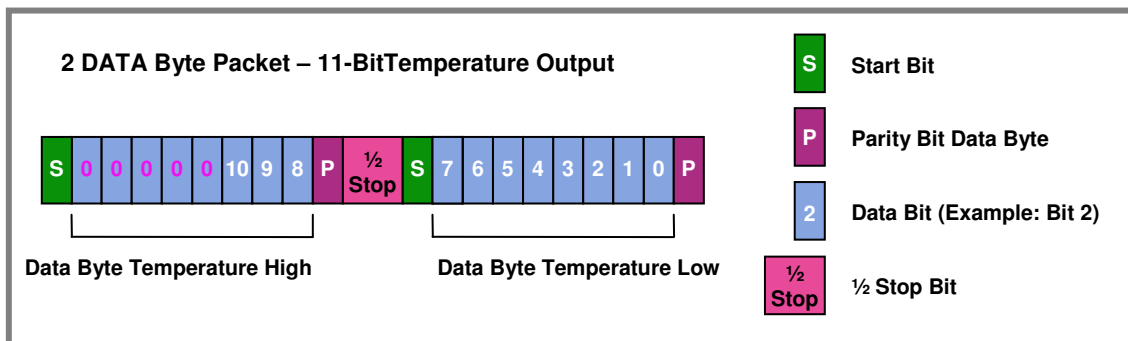 2 DATA Byte Packet – 11-BitTemperature Output
S 0 0 0 0 0 10 9 8 P ½ Stop S 7 6 5 4 3 2 1 0 P
Data Byte Temperature High
Data Byte Temperature Low
S Start Bit
P Parity Bit Data Byte
2 Data Bit (Example: Bit 2)
½ Stop ½ Stop Bit